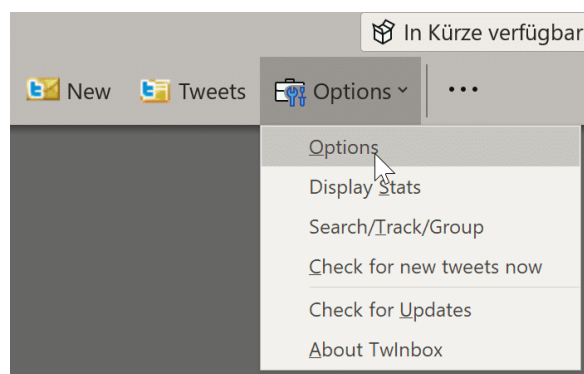 In Kürze verfügbar
New Tweets Options ...
Options
Display Stats
Search/Track/Group
Check for new tweets now
Check for Updates
About TwInbox